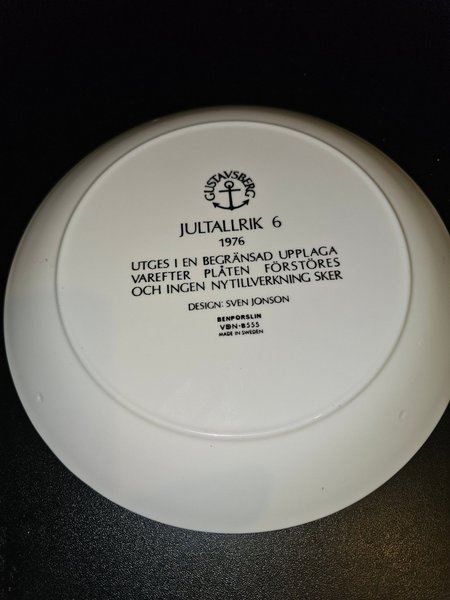 GUSTAVSBERG
JULTALLRIK 6
1976
UTGES I EN BEGRÄNSAD UPPLAGA
VAREFTER PLÅTEN FÖRSTÖRES
OCH INGEN NYTILLVERKNING SKER
DESIGN: SVEN JONSON
BENPORSLIN
VDN-B555
MADE IN SWEDEN